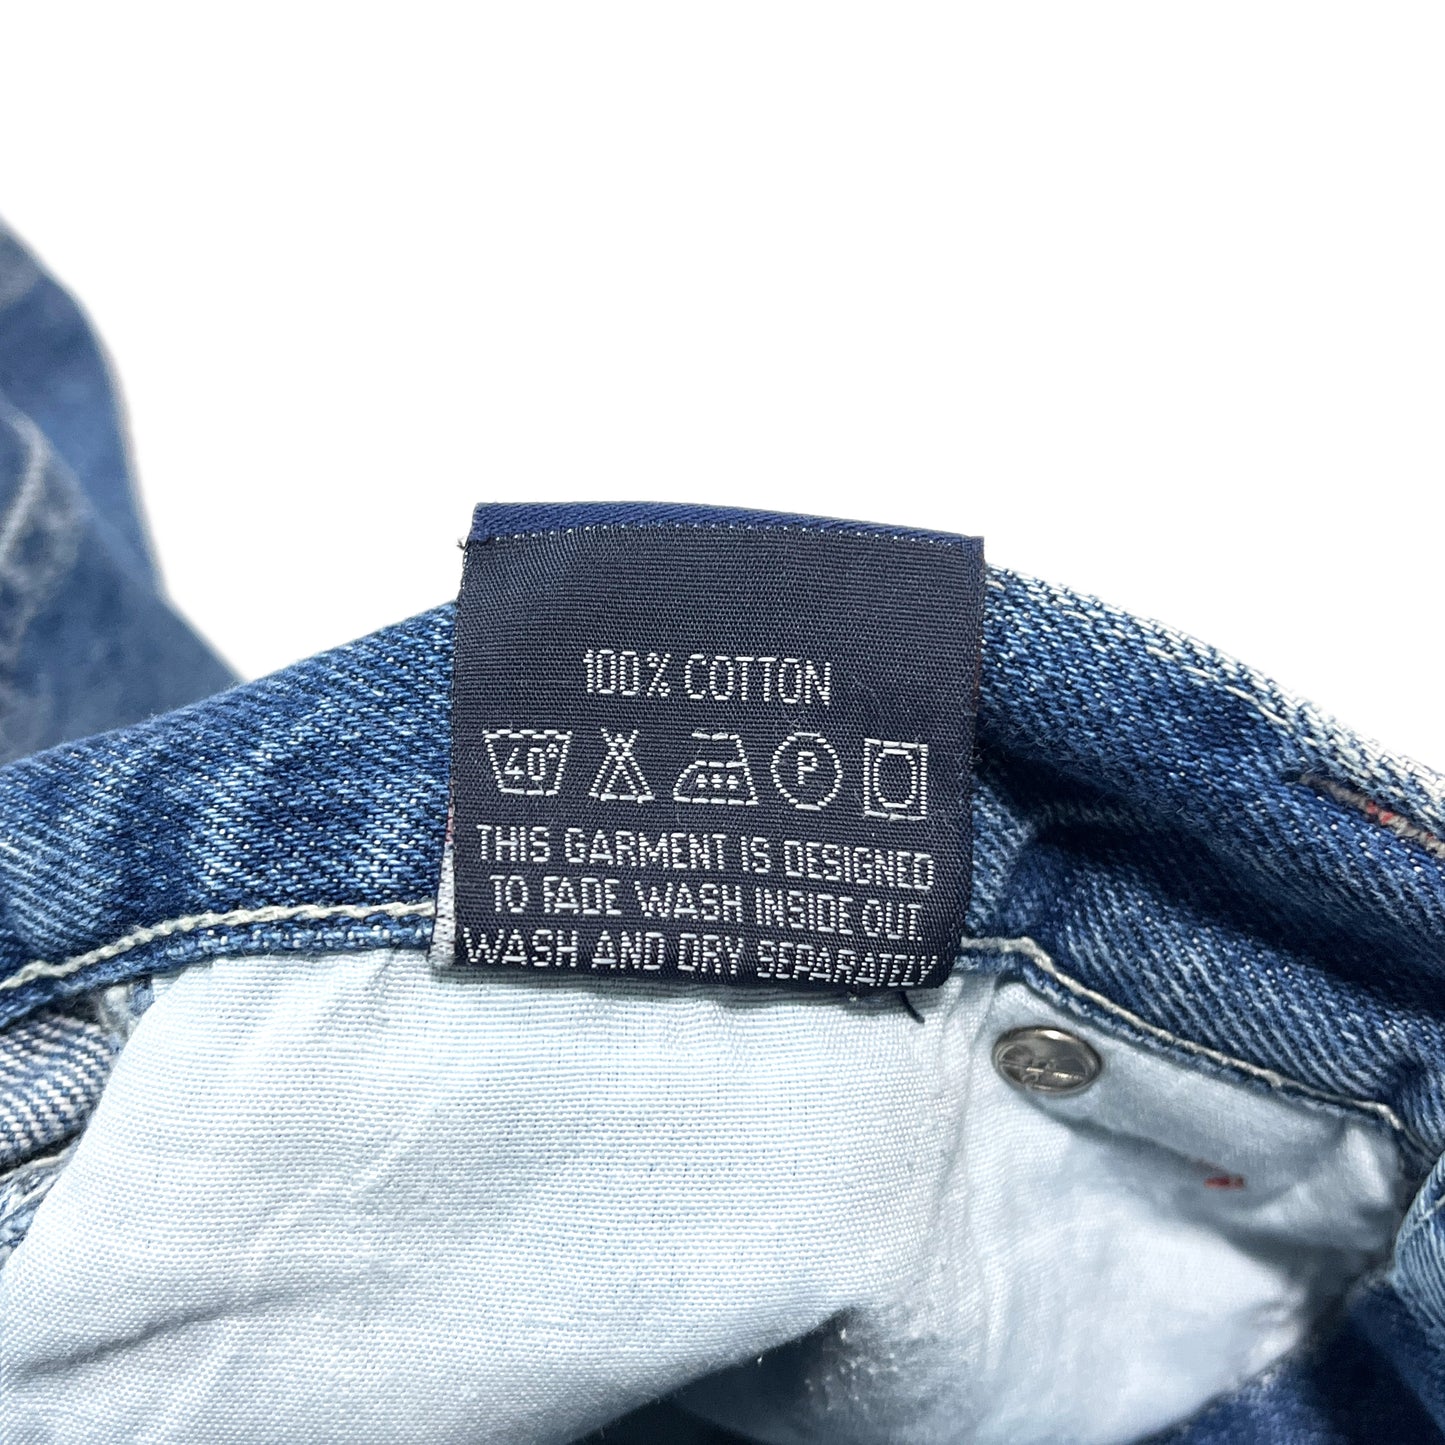 100% COTTON
40° P
THIS GARMENT IS DESIGNED
TO FADE WASH INSIDE OUT.
WASH AND DRY SEPARATELY